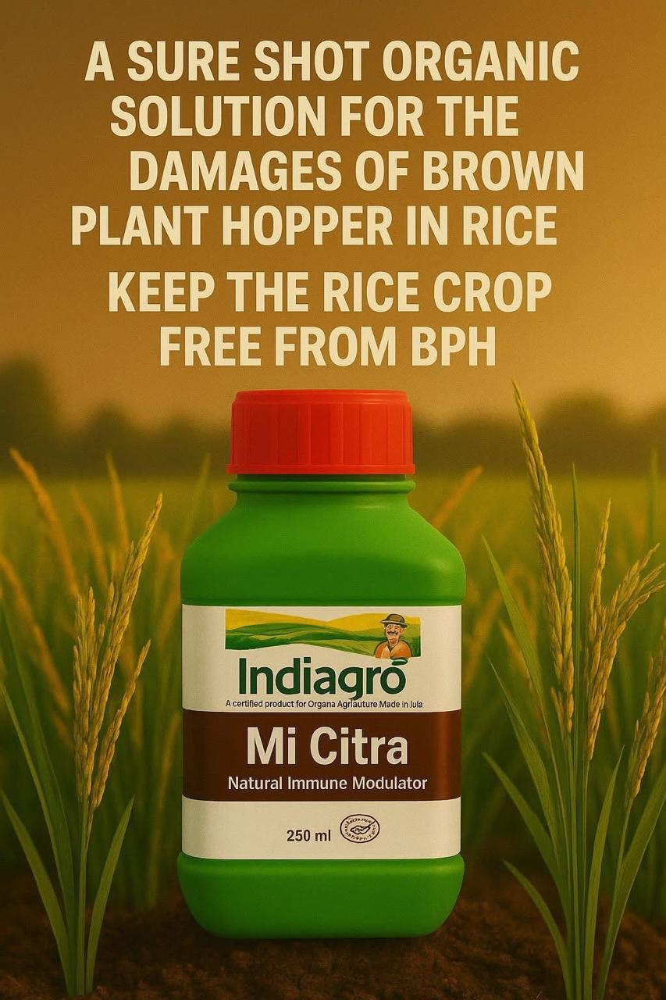 A SURE SHOT ORGANIC
SOLUTION FOR THE
DAMAGES OF BROWN
PLANT HOPPER IN RICE
KEEP THE RICE CROP
FREE FROM BPH
Indiagro
A certified product for Organa Agriauture Made in Jula
Mi Citra
Natural Immune Modulator
250 ml